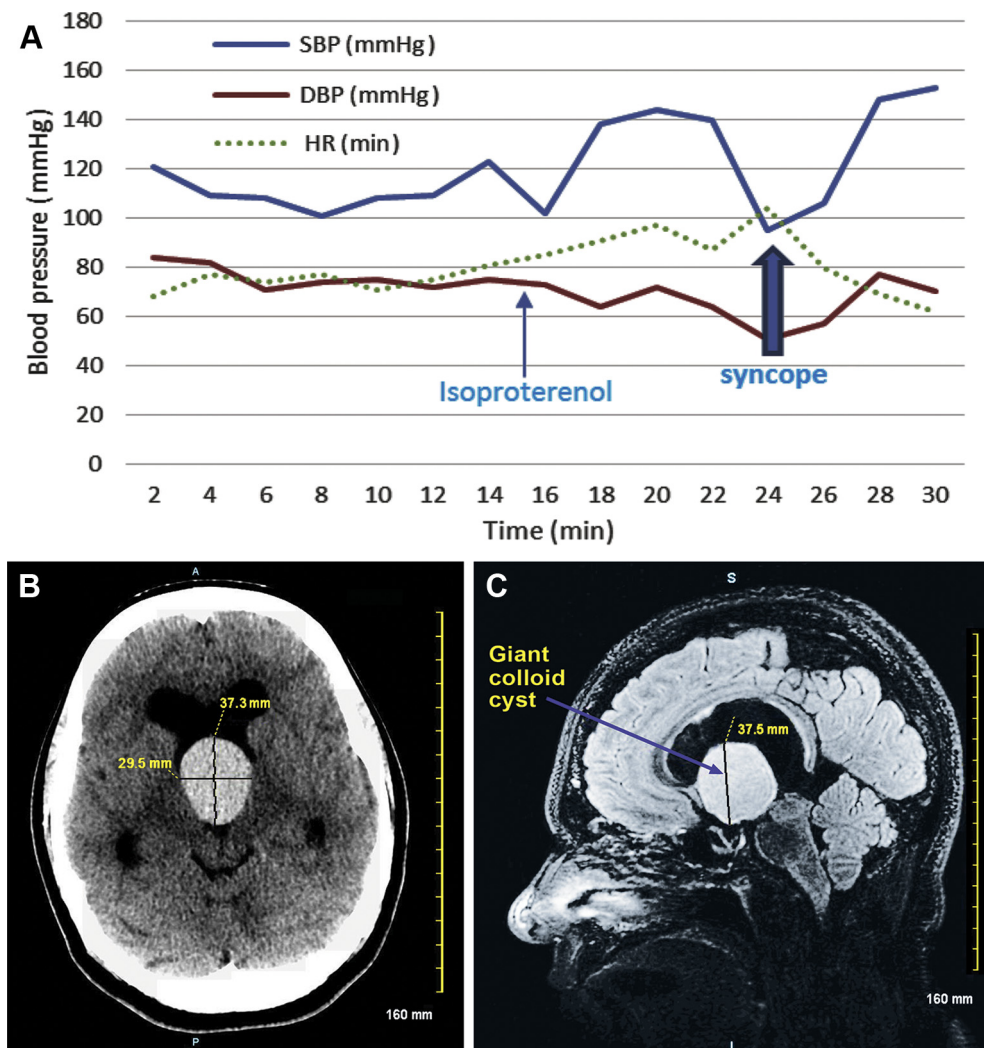 A
180
160
140
120
100
80
60
40
20
0
Blood pressure (mmHg)
SBP (mmHg)
DBP (mmHg)
HR (min)
Isoproterenol
syncope
2 4 6 8 10 12 14 16 18 20 22 24 26 28 30
Time (min)
B
A
37.3 mm
29.5 mm
160 mm
P
C
S
Giant
colloid
cyst
37.5 mm
160 mm